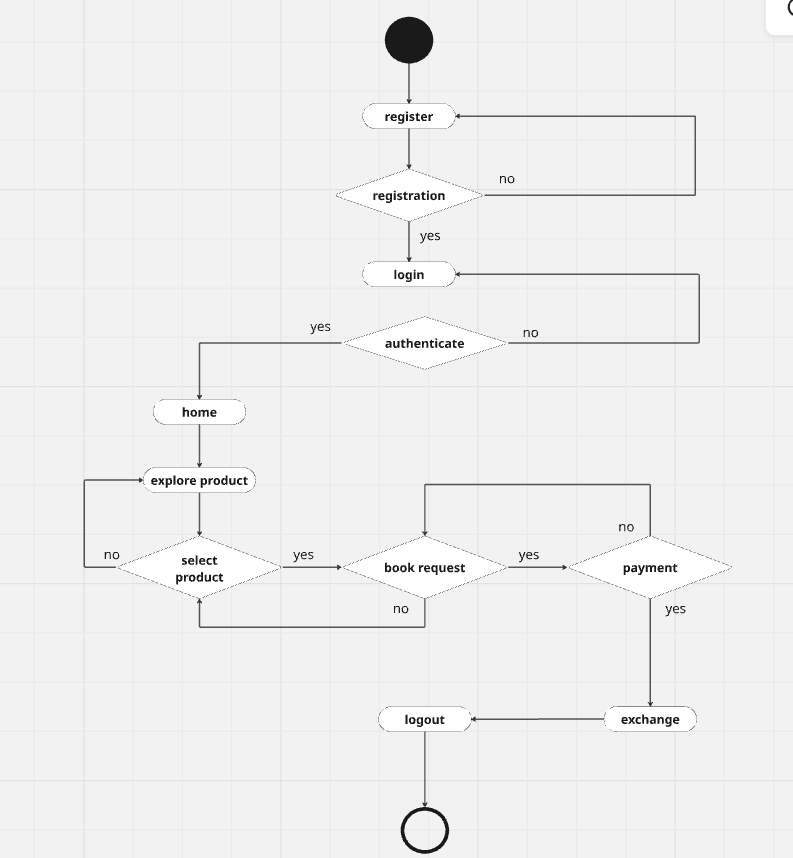 register
no
registration
yes
login
yes
no
authenticate
home
explore product
no
no
select
product
yes
book request
yes
payment
no
yes
logout
exchange